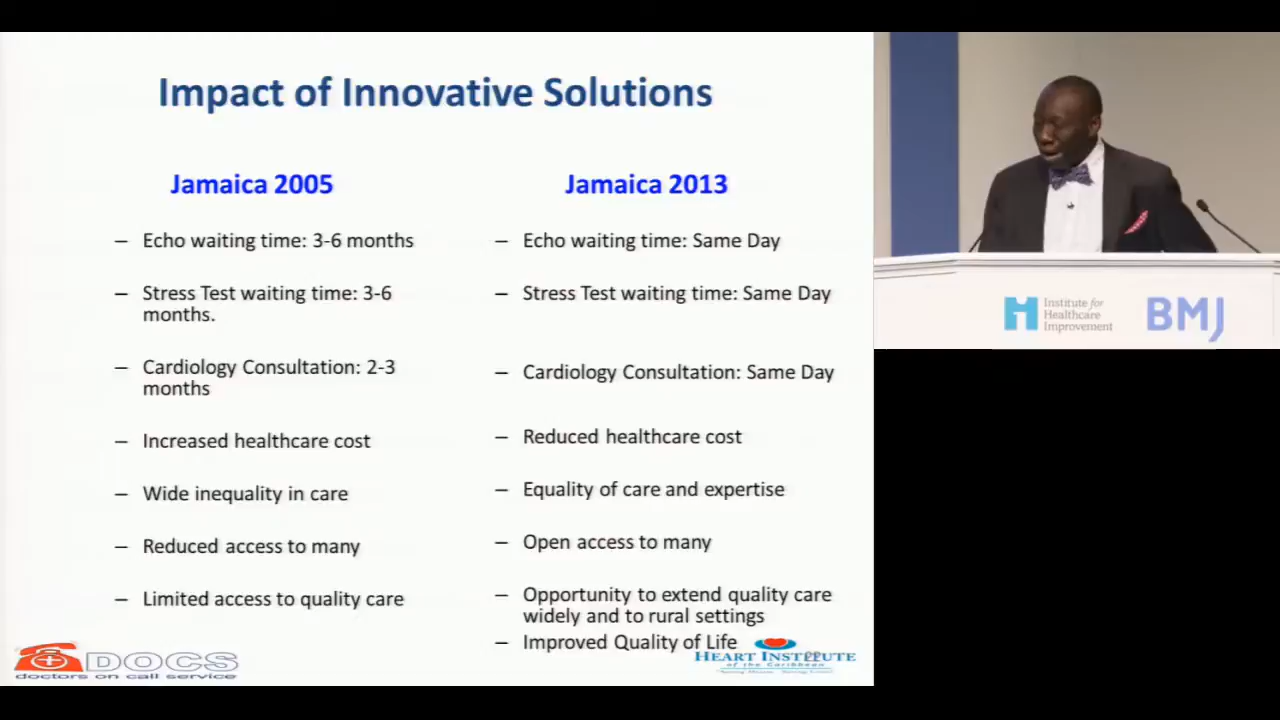 Impact of Innovative Solutions
Jamaica 2005
– Echo waiting time: 3-6 months
– Stress Test waiting time: 3-6
months.
– Cardiology Consultation: 2-3
months
– Increased healthcare cost
– Wide inequality in care
– Reduced access to many
– Limited access to quality care
Jamaica 2013
– Echo waiting time: Same Day
– Stress Test waiting time: Same Day
– Cardiology Consultation: Same Day
– Reduced healthcare cost
– Equality of care and expertise
– Open access to many
– Opportunity to extend quality care
widely and to rural settings
– Improved Quality of Life
DOCS
doctors on call service
HEART INSTITUTE
of the Caribbean
Institute for
Healthcare
Improvement
BMJ